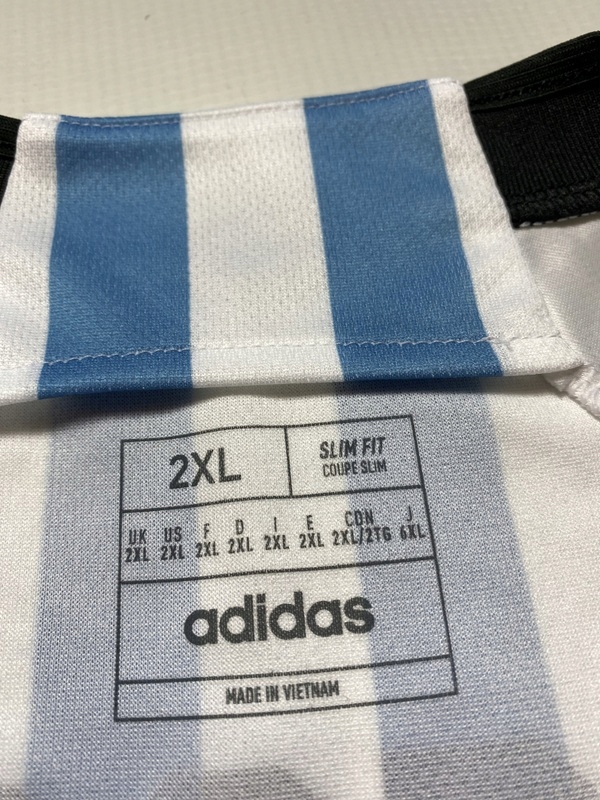 2XL
SLIM FIT
COUPE SLIM
UK US F D I E CDN J
2XL 2XL 2XL 2XL 2XL 2XL 2XL/2TG 6XL
adidas
MADE IN VIETNAM